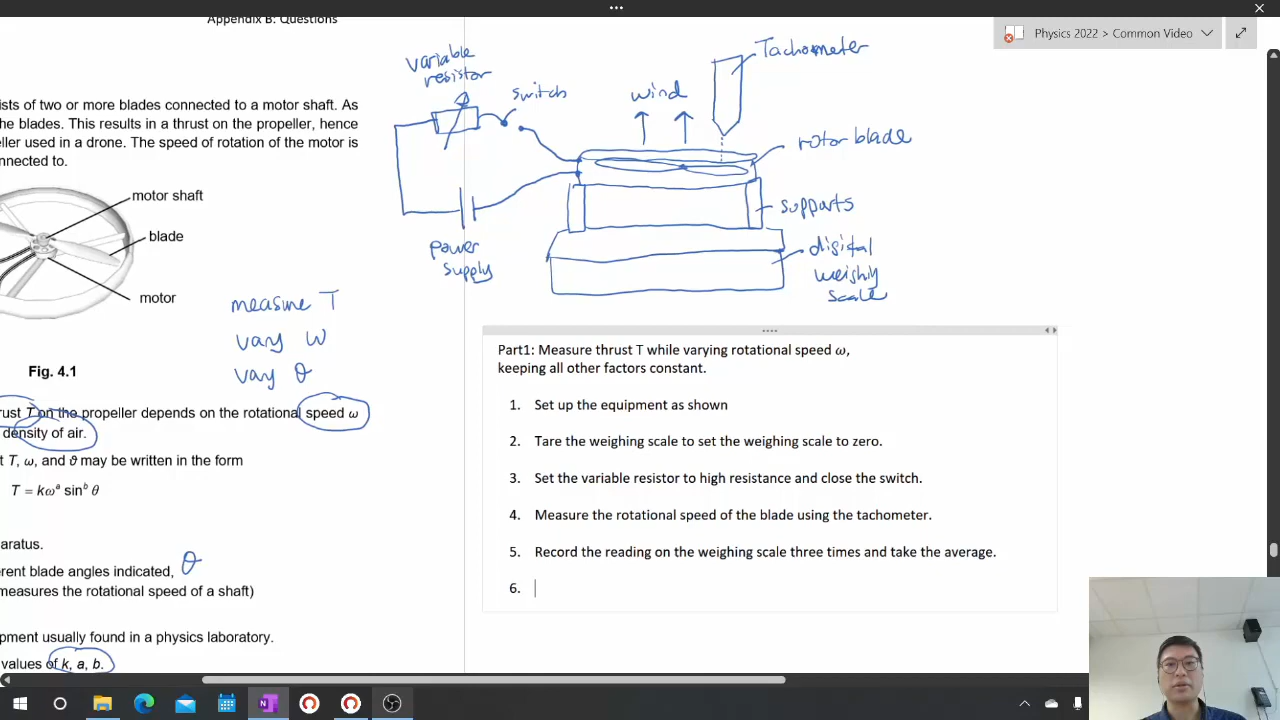 Appendix B: Questions
Physics 2022 > Common Video
ists of two or more blades connected to a motor shaft. As
he blades. This results in a thrust on the propeller, hence
eller used in a drone. The speed of rotation of the motor is
nnected to.
motor shaft
blade
motor
Fig. 4.1
measure T
vary ω
vary θ
rust T on the propeller depends on the rotational speed ω
density of air.
t T, ω, and θ may be written in the form
T = kωᵃ sinᵇ θ
aratus.
erent blade angles indicated, θ
measures the rotational speed of a shaft)
pment usually found in a physics laboratory.
values of k, a, b.
variable
resistor
switch
wind
Tachometer
rotor blade
supports
power
supply
digital
weighing
scale
Part1: Measure thrust T while varying rotational speed ω,
keeping all other factors constant.
1. Set up the equipment as shown
2. Tare the weighing scale to set the weighing scale to zero.
3. Set the variable resistor to high resistance and close the switch.
4. Measure the rotational speed of the blade using the tachometer.
5. Record the reading on the weighing scale three times and take the average.
6.